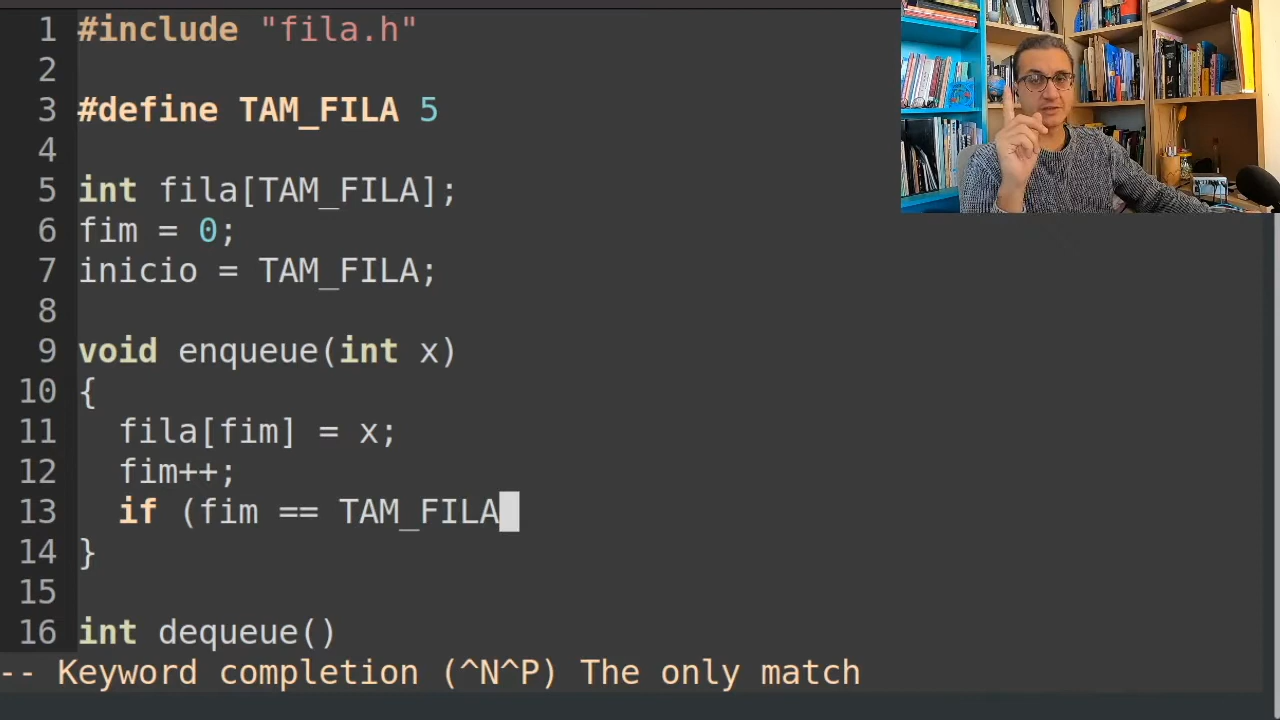 1 #include "fila.h"
2
3 #define TAM_FILA 5
4
5 int fila[TAM_FILA];
6 fim = 0;
7 inicio = TAM_FILA;
8
9 void enqueue(int x)
10 {
11   fila[fim] = x;
12   fim++;
13   if (fim == TAM_FILA
14 }
15
16 int dequeue()
-- Keyword completion (^N^P) The only match